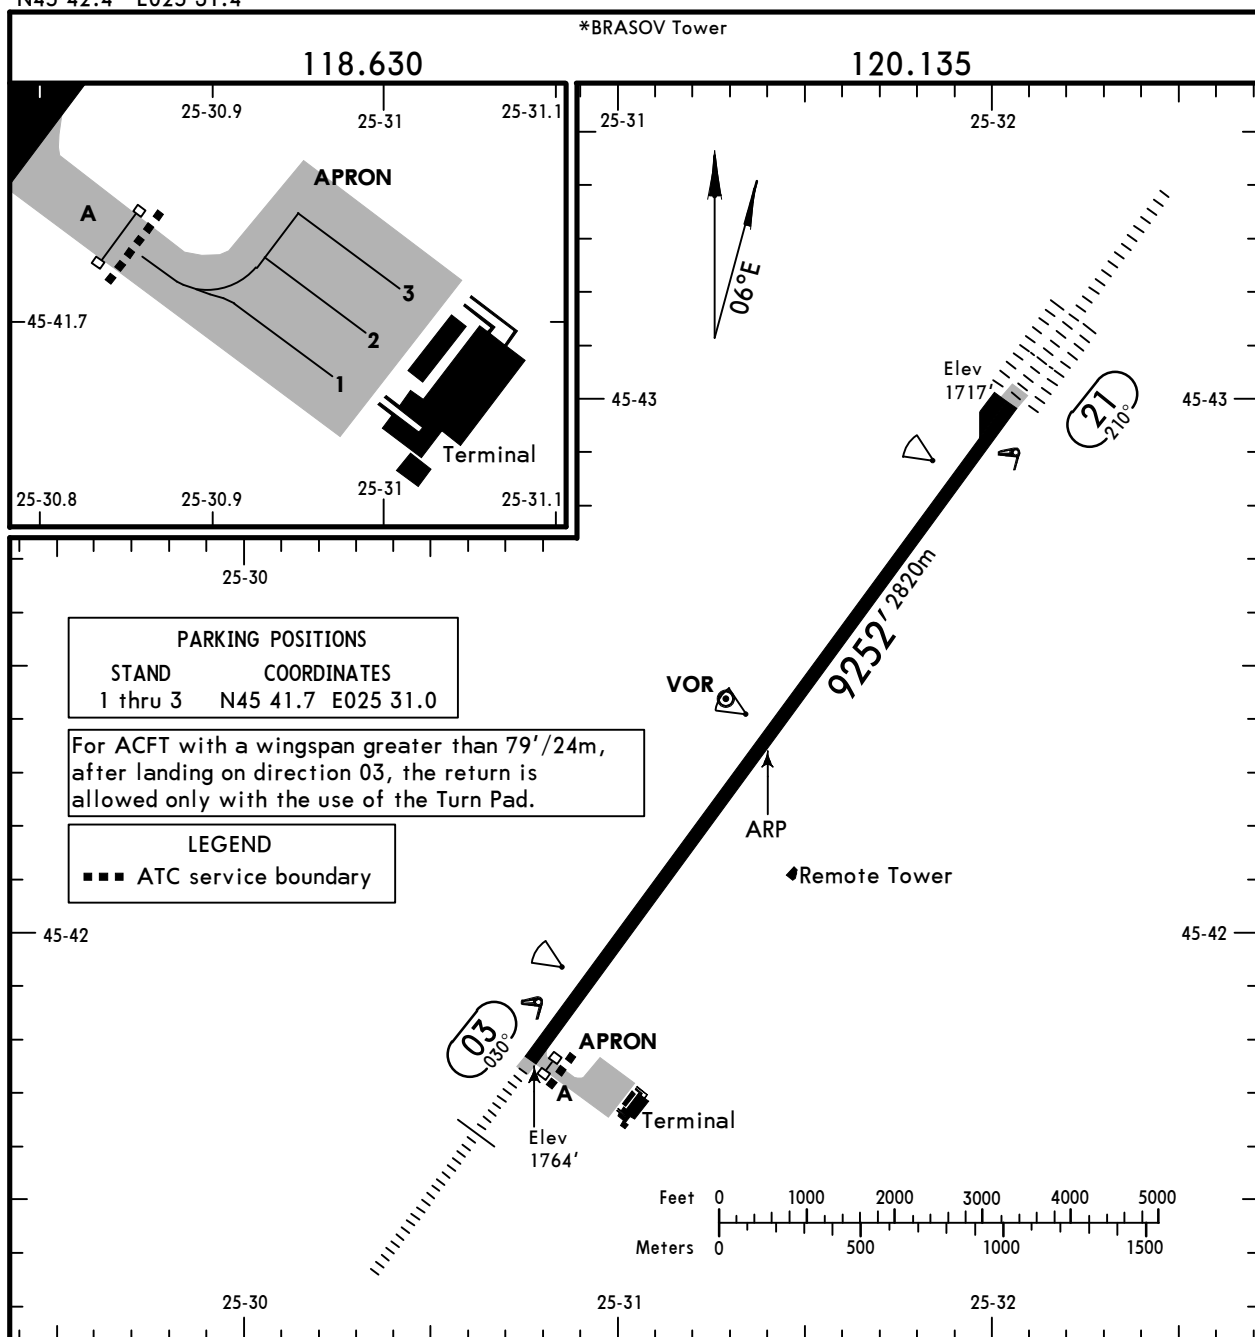 N45 42.4 E025 31.4
*BRASOV Tower
118.630 120.135
25-30.9 25-31 25-31.1
APRON
A
45-41.7
3
2
1
Terminal
25-30.8 25-30.9 25-31 25-31.1
25-31 25-32
06°E
Elev
1717'
45-43 45-43
21
210°
25-30
9252' 2820m
PARKING POSITIONS
STAND COORDINATES
1 thru 3 N45 41.7 E025 31.0
VOR
For ACFT with a wingspan greater than 79'/24m,
after landing on direction 03, the return is
allowed only with the use of the Turn Pad.
ARP
LEGEND
ATC service boundary
Remote Tower
45-42 45-42
03
030°
APRON
A
Terminal
Elev
1764'
Feet 0 1000 2000 3000 4000 5000
Meters 0 500 1000 1500
25-30 25-31 25-32